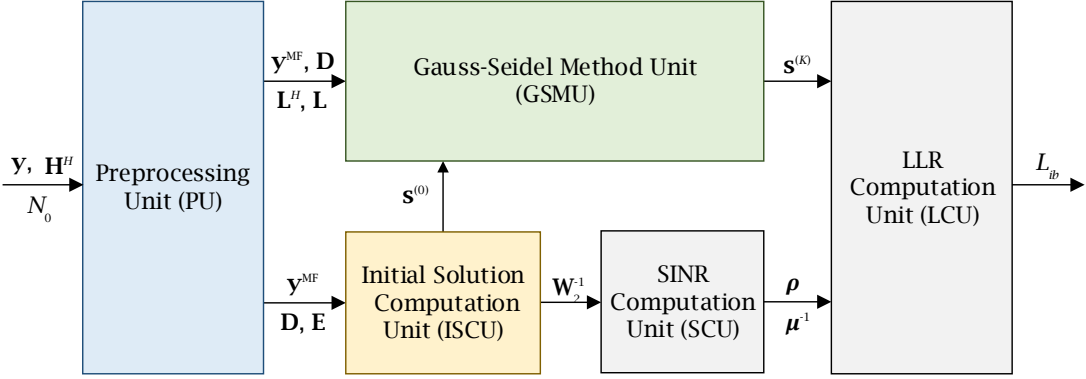 y, H^H
N_0
Preprocessing
Unit (PU)
y^MF, D
L^H, L
Gauss-Seidel Method Unit
(GSMU)
s^(K)
s^(0)
y^MF
D, E
Initial Solution
Computation
Unit (ISCU)
W_2^-1
SINR
Computation
Unit (SCU)
ρ
μ^-1
LLR
Computation
Unit (LCU)
L_ib